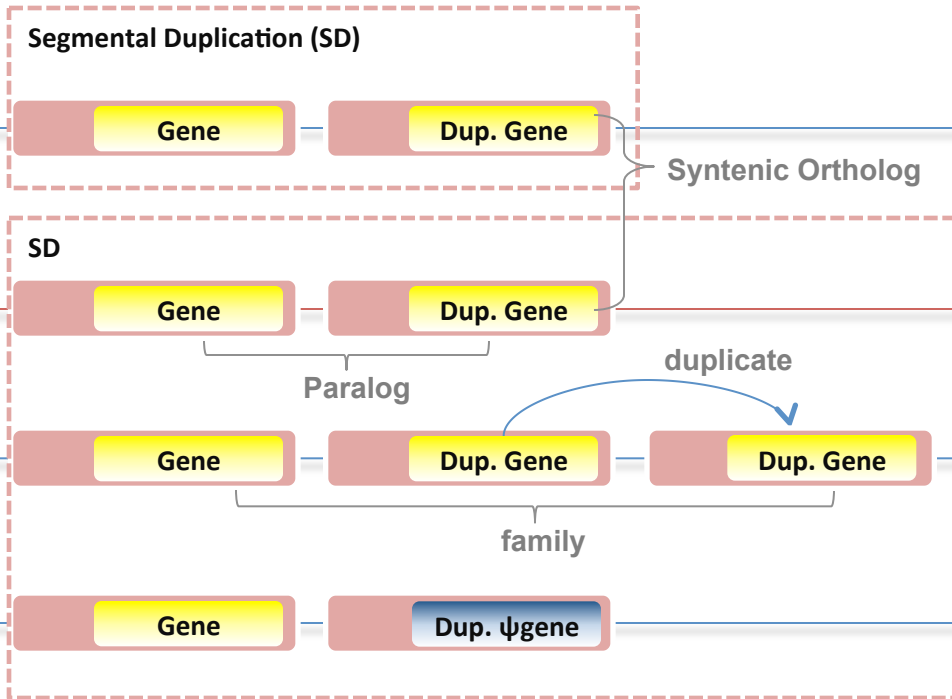 Segmental Duplication (SD)
Gene
Dup. Gene
Syntenic Ortholog
SD
Gene
Dup. Gene
Paralog
duplicate
Gene
Dup. Gene
Dup. Gene
family
Gene
Dup. ψgene